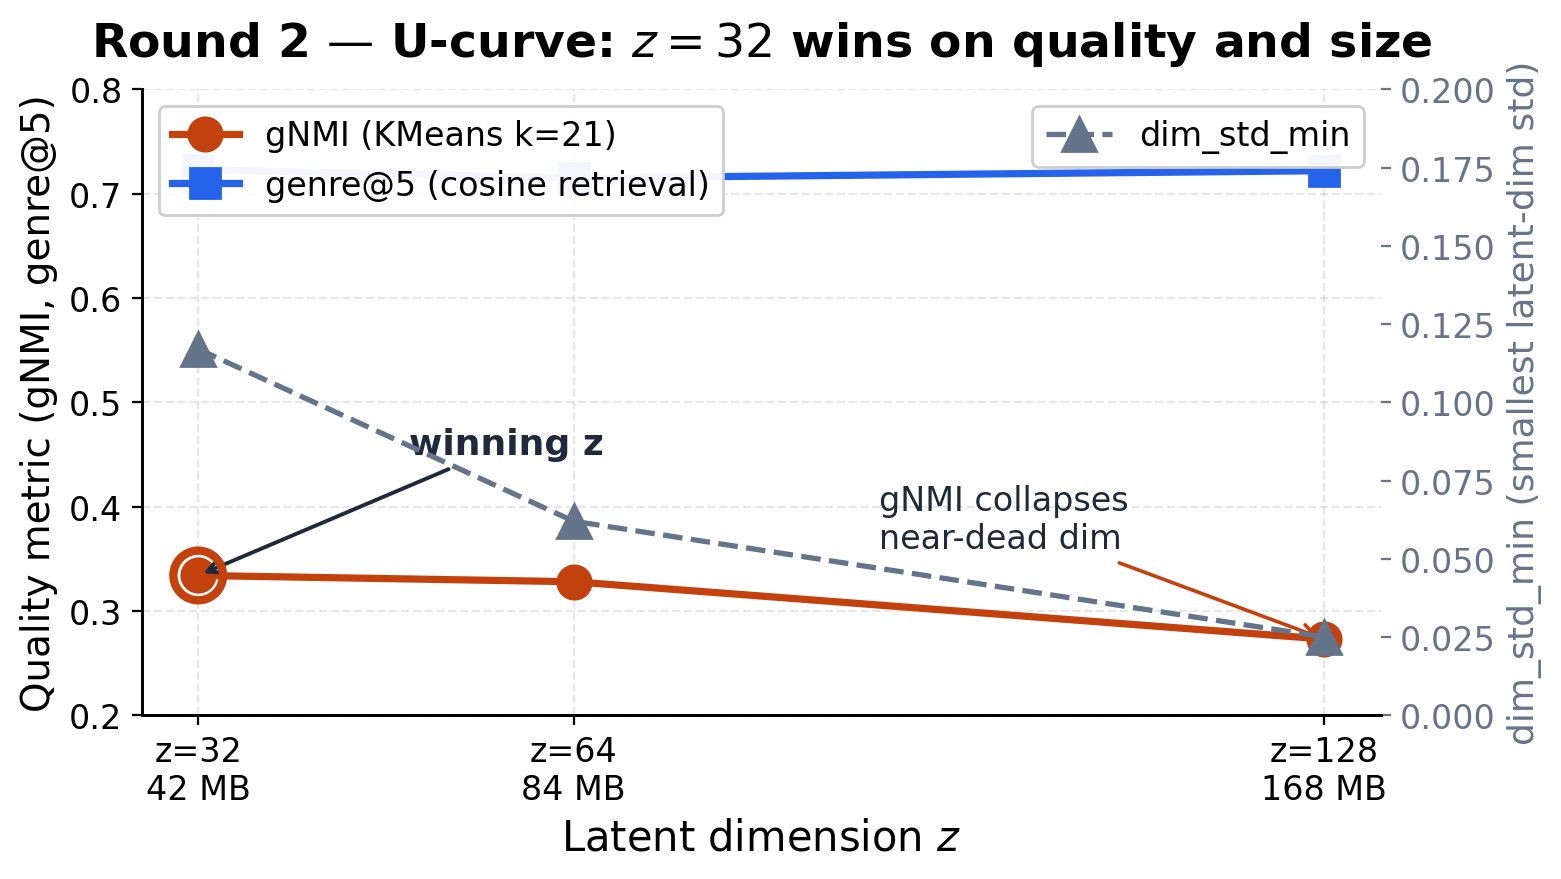 Round 2 — U-curve: z = 32 wins on quality and size
Quality metric (gNMI, genre@5)
0.8
0.7
0.6
0.5
0.4
0.3
0.2
gNMI (KMeans k=21)
genre@5 (cosine retrieval)
dim_std_min
winning z
gNMI collapses
near-dead dim
0.200
0.175
0.150
0.125
0.100
0.075
0.050
0.025
0.000
dim_std_min (smallest latent-dim std)
z=32
42 MB
z=64
84 MB
z=128
168 MB
Latent dimension z